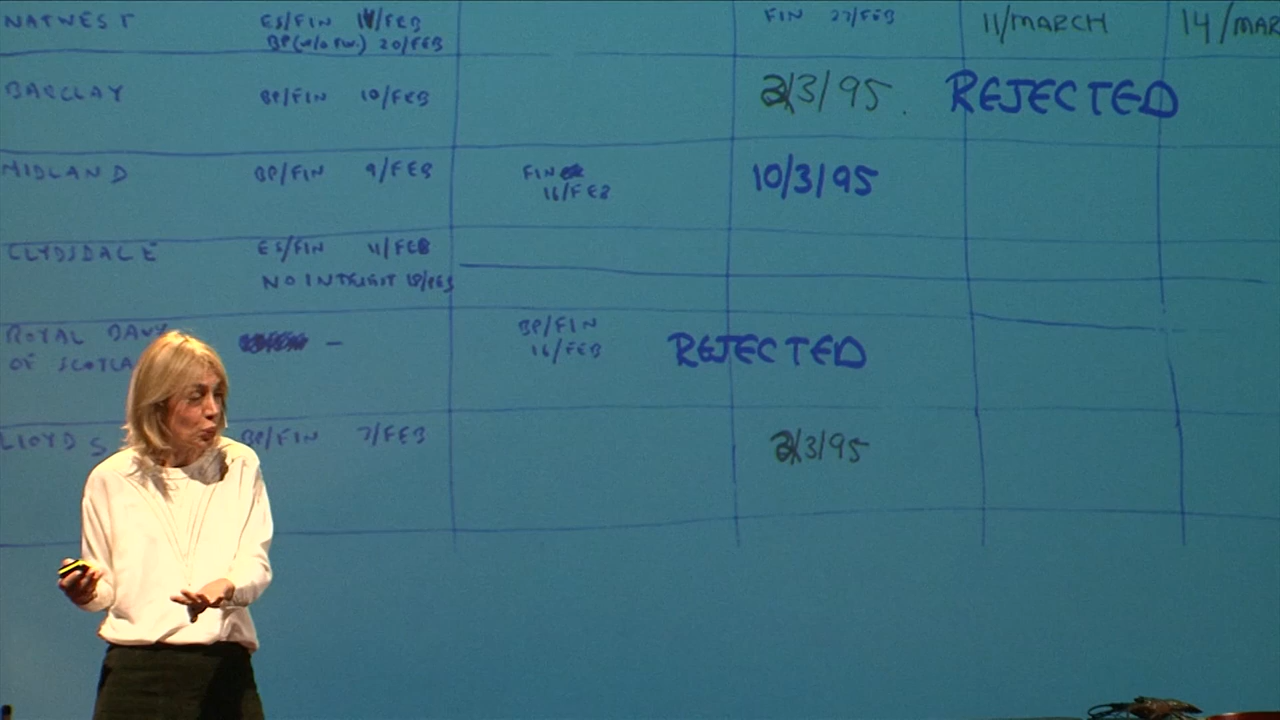 NATWEST ES/FIN /FEB FIN 27/FEB 11/MARCH 14/MAR
BP(W/O FW.) 20/FEB
BARCLAY BP/FIN 10/FEB 2/3/95. REJECTED
MIDLAND BP/FIN 9/FEB FIN 10/3/95
16/FEB
CLYDSDALE ES/FIN 11/FEB
NO INTEREST 18/FEB
ROYAL BANK BP/FIN
OF SCOTLA – 16/FEB REJECTED
LLOYDS BP/FIN 7/FEB 2/3/95